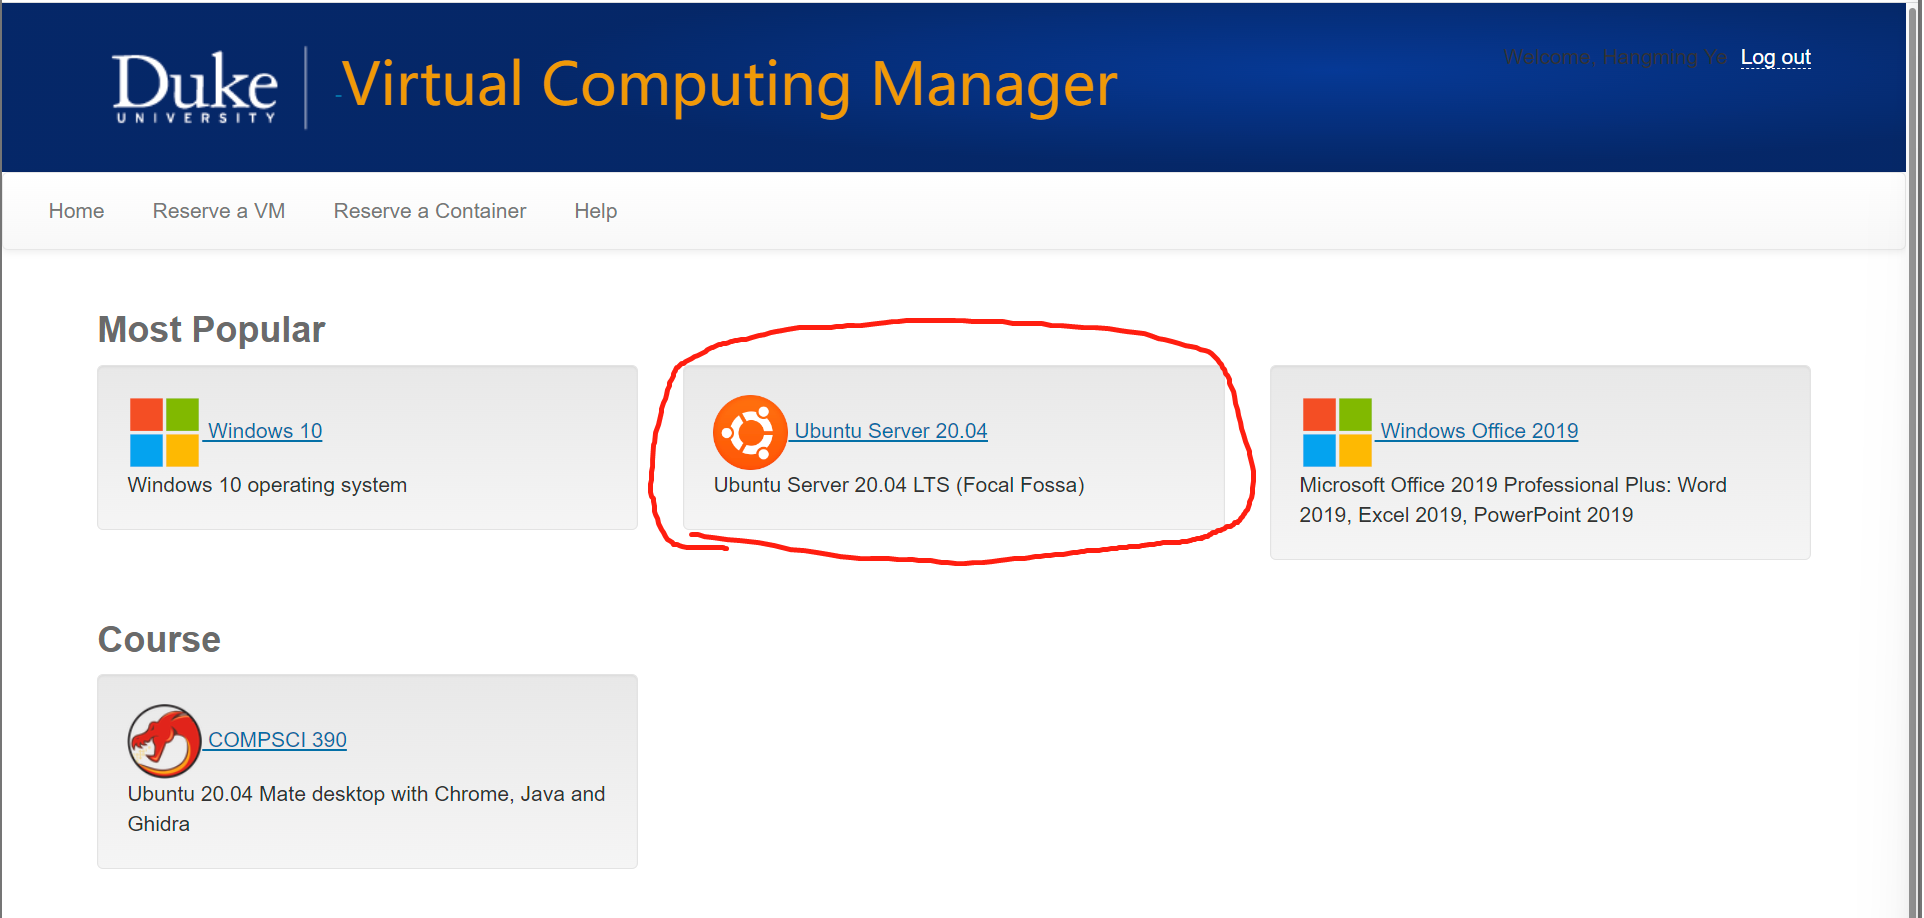 Duke
UNIVERSITY
Virtual Computing Manager
Welcome, Hangming Ye Log out
Home Reserve a VM Reserve a Container Help
Most Popular
Windows 10
Windows 10 operating system
Ubuntu Server 20.04
Ubuntu Server 20.04 LTS (Focal Fossa)
Windows Office 2019
Microsoft Office 2019 Professional Plus: Word
2019, Excel 2019, PowerPoint 2019
Course
COMPSCI 390
Ubuntu 20.04 Mate desktop with Chrome, Java and
Ghidra